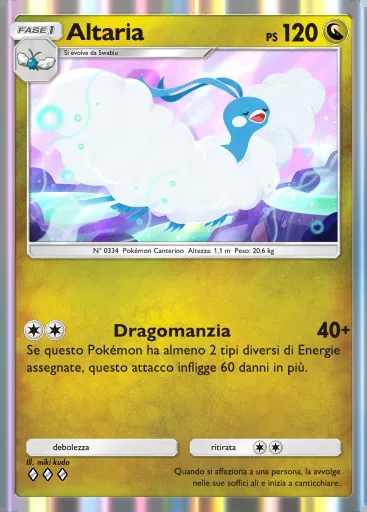 FASE 1
Altaria
PS 120
Si evolve da Swablu
N° 0334 Pokémon Canterino Altezza: 1,1 m Peso: 20,6 kg
Dragomanzia 40+
Se questo Pokémon ha almeno 2 tipi diversi di Energie
assegnate, questo attacco infligge 60 danni in più.
debolezza
ritirata
Ill. miki kudo
Quando si affeziona a una persona, la avvolge
nelle sue soffici ali e inizia a canticchiare.